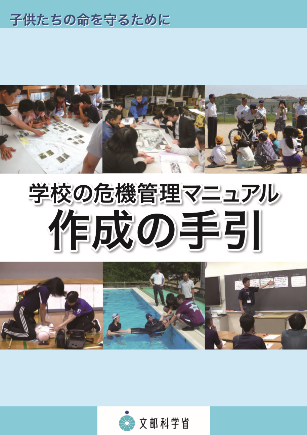 子供たちの命を守るために
学校の危機管理マニュアル
作成の手引
文部科学省